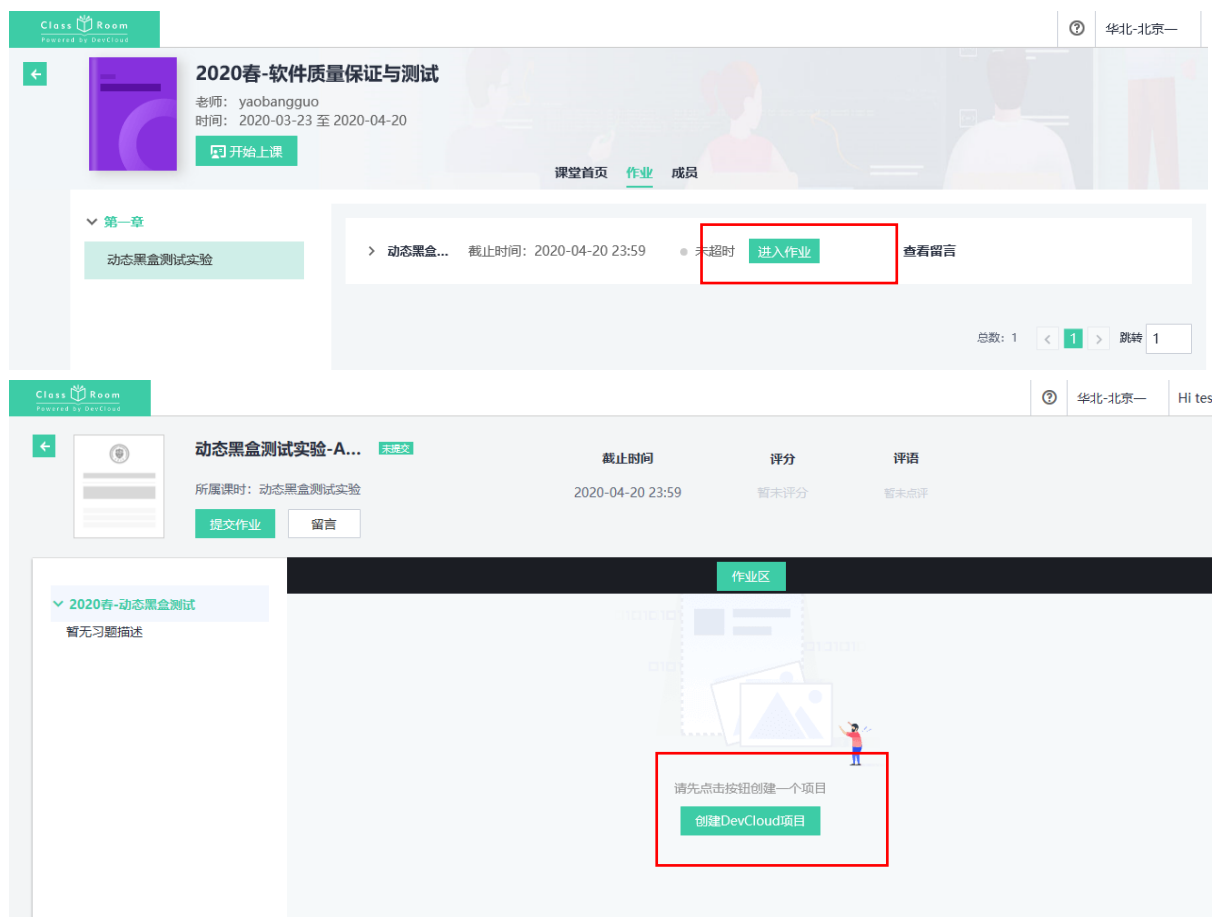 Class Room
Powered by DevCloud
华北-北京一
2020春-软件质量保证与测试
老师: yaobangguo
时间: 2020-03-23 至 2020-04-20
开始上课
课堂首页 作业 成员
第一章
动态黑盒测试实验
动态黑盒... 截止时间: 2020-04-20 23:59 未超时 进入作业 查看留言
总数: 1 < 1 > 跳转 1
Class Room
Powered by DevCloud
华北-北京一 Hi tes
动态黑盒测试实验-A... 未提交
截止时间 评分 评语
所属课时: 动态黑盒测试实验
2020-04-20 23:59 暂未评分 暂未点评
提交作业 留言
作业区
2020春-动态黑盒测试
暂无习题描述
请先点击按钮创建一个项目
创建DevCloud项目